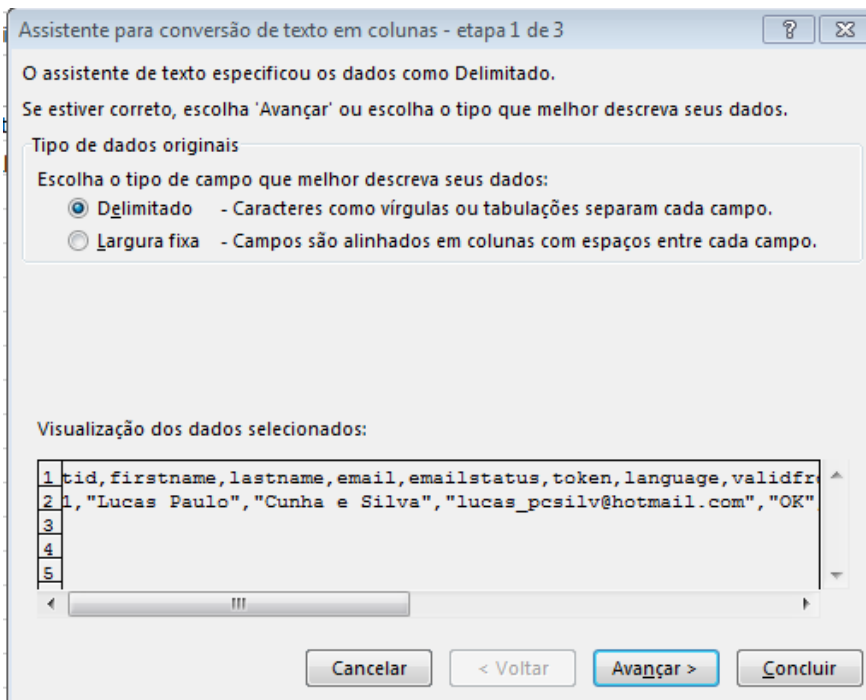 Assistente para conversão de texto em colunas - etapa 1 de 3
O assistente de texto especificou os dados como Delimitado.
Se estiver correto, escolha 'Avançar' ou escolha o tipo que melhor descreva seus dados.
Tipo de dados originais
Escolha o tipo de campo que melhor descreva seus dados:
Delimitado - Caracteres como vírgulas ou tabulações separam cada campo.
Largura fixa - Campos são alinhados em colunas com espaços entre cada campo.
Visualização dos dados selecionados:
1 tid,firstname,lastname,email,emailstatus,token,language,validfr
2 1,"Lucas Paulo","Cunha e Silva","lucas_pcsilv@hotmail.com","OK"
3
4
5
Cancelar < Voltar Avançar > Concluir